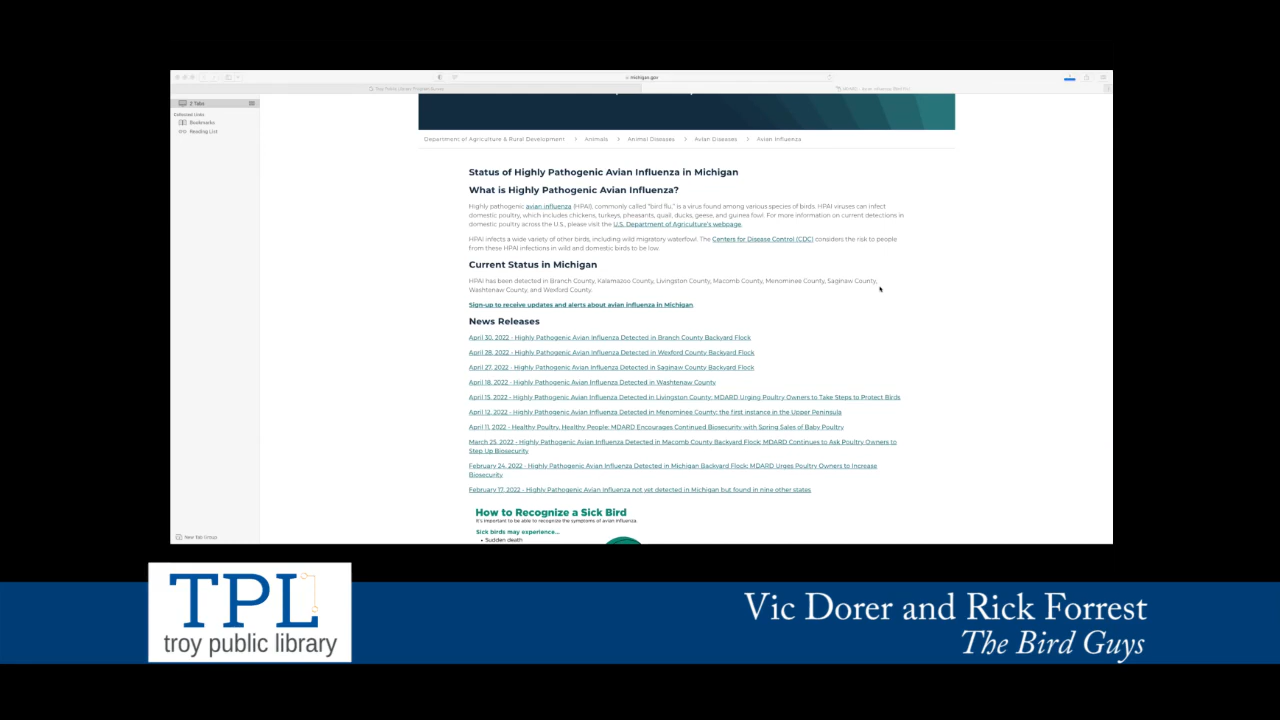 michigan.gov
2 Tabs
Collected Links
Bookmarks
Reading List
Department of Agriculture & Rural Development > Animals > Animal Diseases > Avian Diseases > Avian Influenza
Status of Highly Pathogenic Avian Influenza in Michigan
What is Highly Pathogenic Avian Influenza?
Highly pathogenic avian influenza (HPAI), commonly called "bird flu," is a virus found among various species of birds. HPAI viruses can infect
domestic poultry, which includes chickens, turkeys, pheasants, quail, ducks, geese, and guinea fowl. For more information on current detections in
domestic poultry across the U.S., please visit the U.S. Department of Agriculture's webpage.
HPAI infects a wide variety of other birds, including wild migratory waterfowl. The Centers for Disease Control (CDC) considers the risk to people
from these HPAI infections in wild and domestic birds to be low.
Current Status in Michigan
HPAI has been detected in Branch County, Kalamazoo County, Livingston County, Macomb County, Menominee County, Saginaw County,
Washtenaw County, and Wexford County.
Sign-up to receive updates and alerts about avian influenza in Michigan.
News Releases
April 30, 2022 - Highly Pathogenic Avian Influenza Detected in Branch County Backyard Flock
April 28, 2022 - Highly Pathogenic Avian Influenza Detected in Wexford County Backyard Flock
April 27, 2022 - Highly Pathogenic Avian Influenza Detected in Saginaw County Backyard Flock
April 18, 2022 - Highly Pathogenic Avian Influenza Detected in Washtenaw County
April 15, 2022 - Highly Pathogenic Avian Influenza Detected in Livingston County; MDARD Urging Poultry Owners to Take Steps to Protect Birds
April 12, 2022 - Highly Pathogenic Avian Influenza Detected in Menominee County; the first instance in the Upper Peninsula
April 11, 2022 - Healthy Poultry, Healthy People: MDARD Encourages Continued Biosecurity with Spring Sales of Baby Poultry
March 25, 2022 - Highly Pathogenic Avian Influenza Detected in Macomb County Backyard Flock; MDARD Continues to Ask Poultry Owners to
Step Up Biosecurity
February 24, 2022 - Highly Pathogenic Avian Influenza Detected in Michigan Backyard Flock; MDARD Urges Poultry Owners to Increase
Biosecurity
February 17, 2022 - Highly Pathogenic Avian Influenza not yet detected in Michigan but found in nine other states
How to Recognize a Sick Bird
It's important to be able to recognize the symptoms of avian influenza.
Sick birds may experience...
• Sudden death
New Tab Group
TPL
troy public library
Vic Dorer and Rick Forrest
The Bird Guys